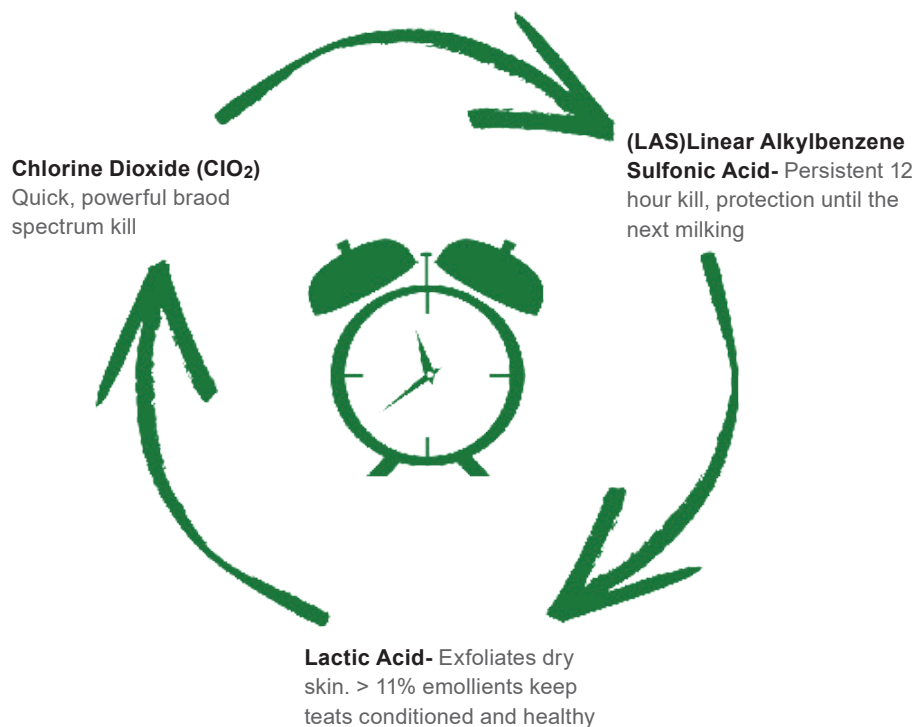 Chlorine Dioxide (ClO2)
Quick, powerful braod
spectrum kill
(LAS)Linear Alkylbenzene
Sulfonic Acid- Persistent 12
hour kill, protection until the
next milking
Lactic Acid- Exfoliates dry
skin. > 11% emollients keep
teats conditioned and healthy